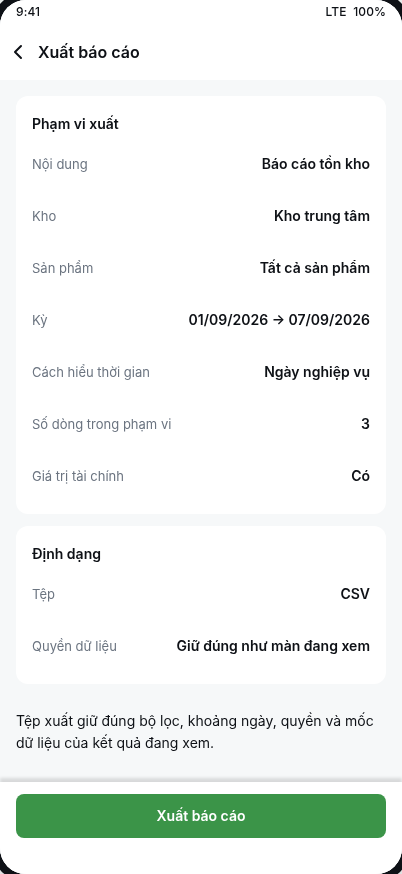 9:41 LTE 100%
Xuất báo cáo
Phạm vi xuất
Nội dung Báo cáo tồn kho
Kho Kho trung tâm
Sản phẩm Tất cả sản phẩm
Kỳ 01/09/2026 → 07/09/2026
Cách hiểu thời gian Ngày nghiệp vụ
Số dòng trong phạm vi 3
Giá trị tài chính Có
Định dạng
Tệp CSV
Quyền dữ liệu Giữ đúng như màn đang xem
Tệp xuất giữ đúng bộ lọc, khoảng ngày, quyền và mốc
dữ liệu của kết quả đang xem.
Xuất báo cáo